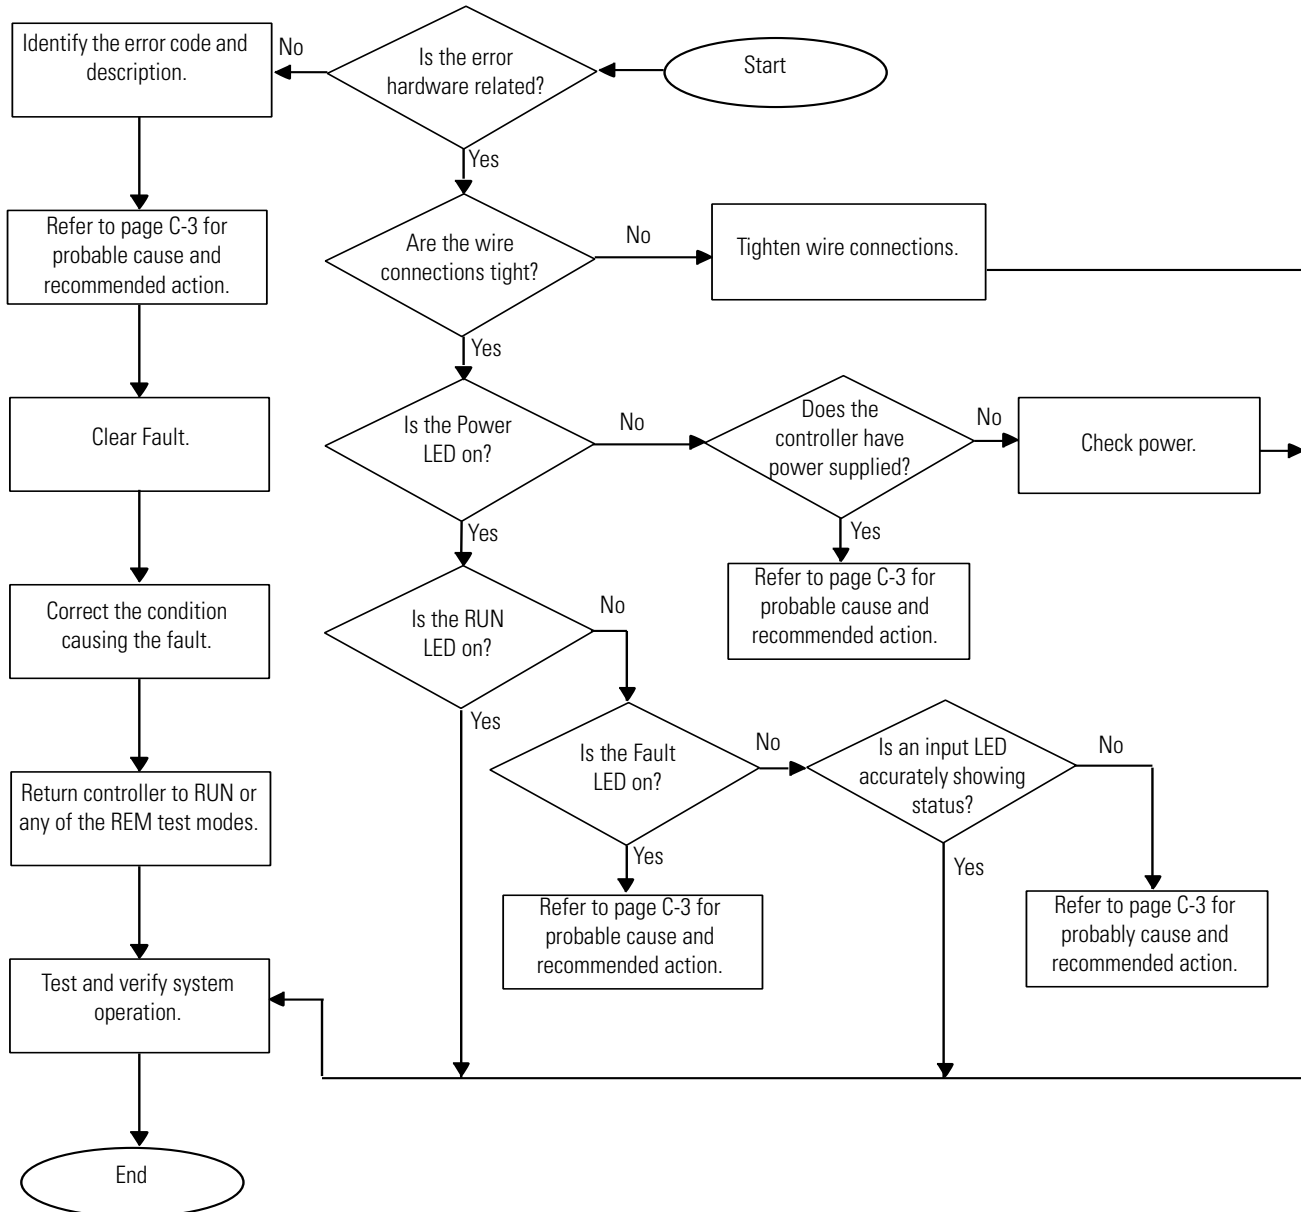 Start
Is the error
hardware related?
No
Identify the error code and
description.
Yes
Refer to page C-3 for
probable cause and
recommended action.
Are the wire
connections tight?
No
Tighten wire connections.
Yes
Clear Fault.
Is the Power
LED on?
No
Does the
controller have
power supplied?
No
Check power.
Yes
Yes
Refer to page C-3 for
probable cause and
recommended action.
Correct the condition
causing the fault.
Is the RUN
LED on?
No
Yes
Return controller to RUN or
any of the REM test modes.
Is the Fault
LED on?
No
Is an input LED
accurately showing
status?
No
Yes
Yes
Refer to page C-3 for
probable cause and
recommended action.
Refer to page C-3 for
probably cause and
recommended action.
Test and verify system
operation.
End